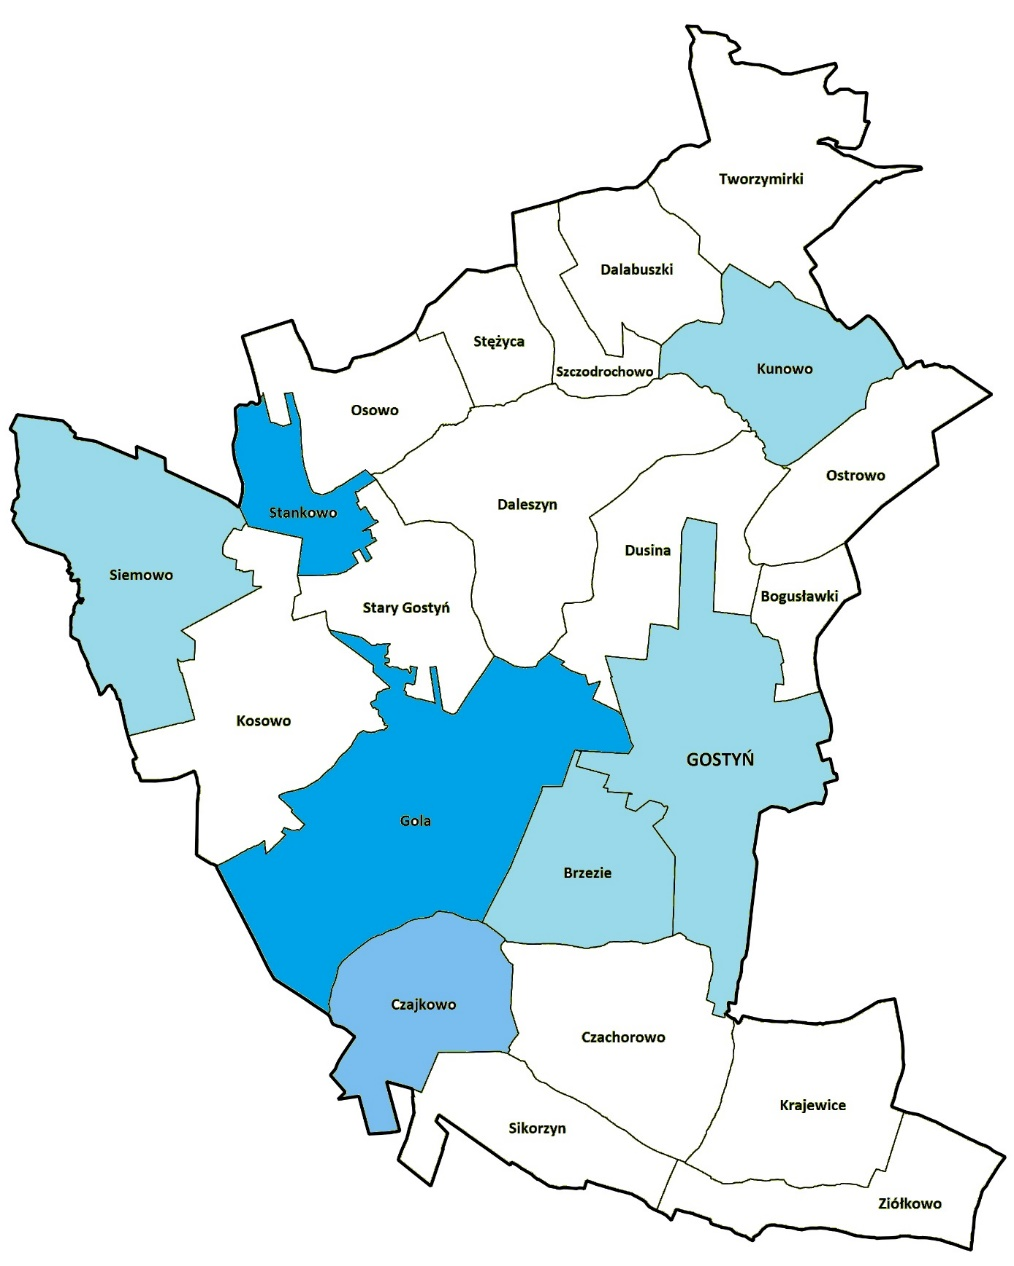 Tworzymirki
Dalabuszki
Stężyca
Kunowo
Szczodrochowo
Osowo
Ostrowo
Daleszyn
Stankowo
Dusina
Siemowo
Bogusławki
Stary Gostyń
Kosowo
GOSTYŃ
Gola
Brzezie
Czajkowo
Czachorowo
Krajewice
Sikorzyn
Ziółkowo